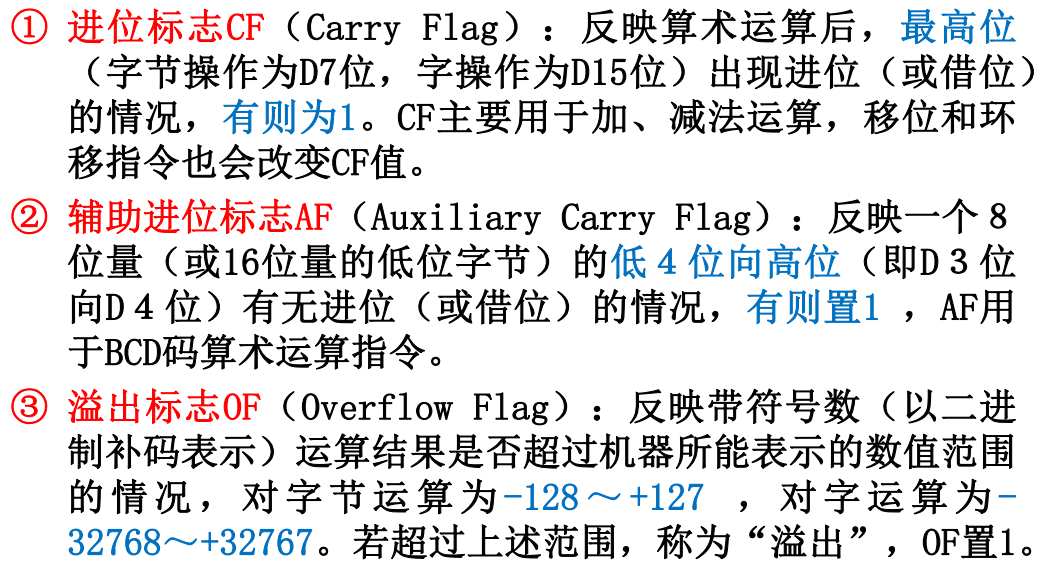 ① 进位标志CF（Carry Flag）：反映算术运算后，最高位
（字节操作为D7位，字操作为D15位）出现进位（或借位）
的情况，有则为1。CF主要用于加、减法运算，移位和环
移指令也会改变CF值。
② 辅助进位标志AF（Auxiliary Carry Flag）：反映一个８
位量（或16位量的低位字节）的低４位向高位（即D３位
向D４位）有无进位（或借位）的情况，有则置1 ，AF用
于BCD码算术运算指令。
③ 溢出标志OF（Overflow Flag）：反映带符号数（以二进
制补码表示）运算结果是否超过机器所能表示的数值范围
的情况，对字节运算为-128～+127 ，对字运算为-
32768～+32767。若超过上述范围，称为“溢出”，OF置1。